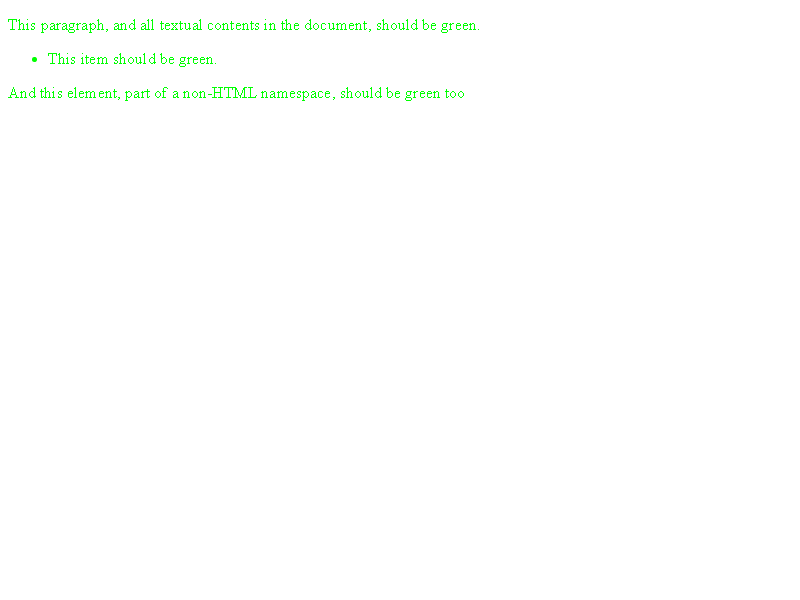 This paragraph, and all textual contents in the document, should be green.
This item should be green.
And this element, part of a non-HTML namespace, should be green too